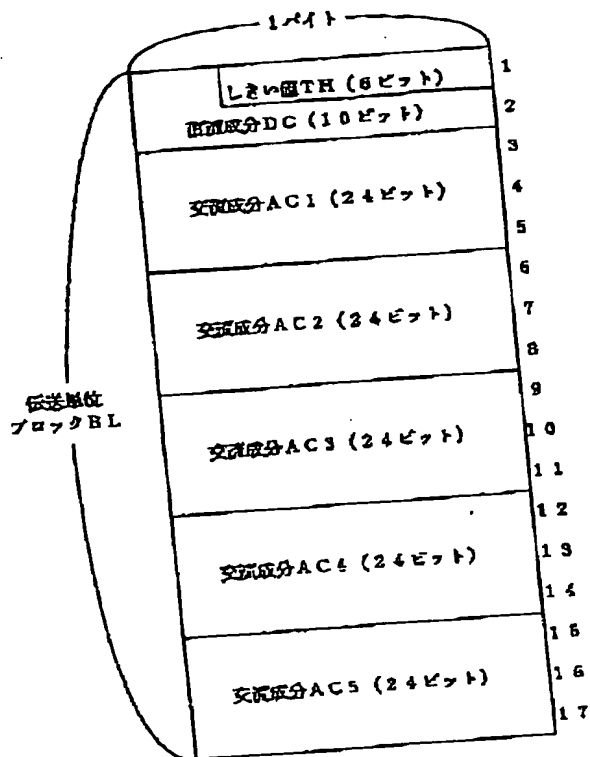 1バイト
しきい値TH (6ビット)
直流成分DC (10ビット)
交流成分AC1 (24ビット)
交流成分AC2 (24ビット)
交流成分AC3 (24ビット)
交流成分AC4 (24ビット)
交流成分AC5 (24ビット)
伝送単位
ブロックBL
1
2
3
4
5
6
7
8
9
10
11
12
13
14
15
16
17